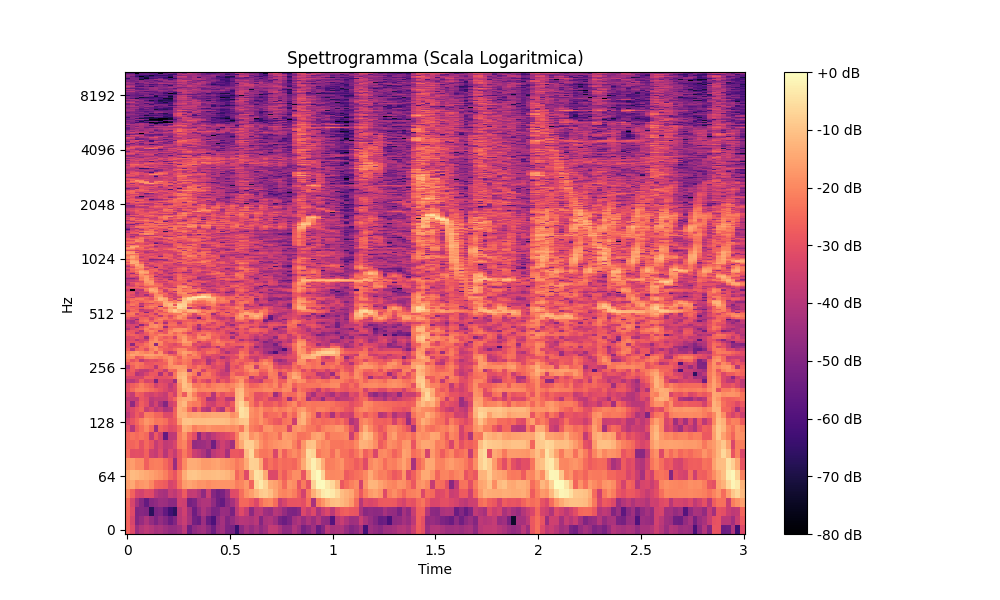 Spettrogramma (Scala Logaritmica)
Hz
8192
4096
2048
1024
512
256
128
64
0
0
0.5
1
1.5
2
2.5
3
Time
+0 dB
-10 dB
-20 dB
-30 dB
-40 dB
-50 dB
-60 dB
-70 dB
-80 dB